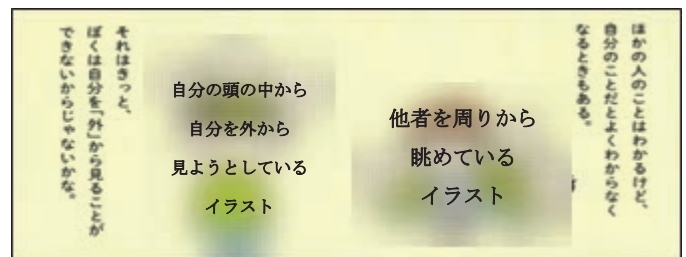 ほかの人のことはわかるけど、
自分のことだとよくわからなく
なるときもある。
他者を周りから
眺めている
イラスト
自分の頭の中から
自分を外から
見ようとしている
イラスト
それはきっと、
ぼくは自分を「外」から見ることが
できないからじゃないかな。